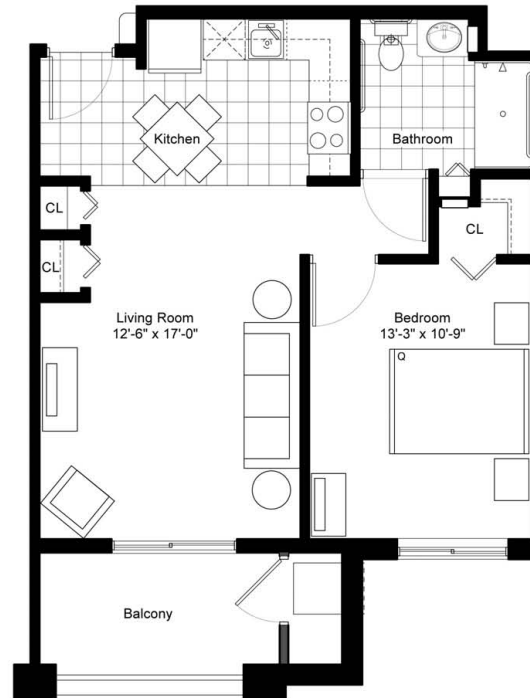 Kitchen
Bathroom
CL
CL
CL
Living Room
12'-6" x 17'-0"
Bedroom
13'-3" x 10'-9"
Q
Balcony